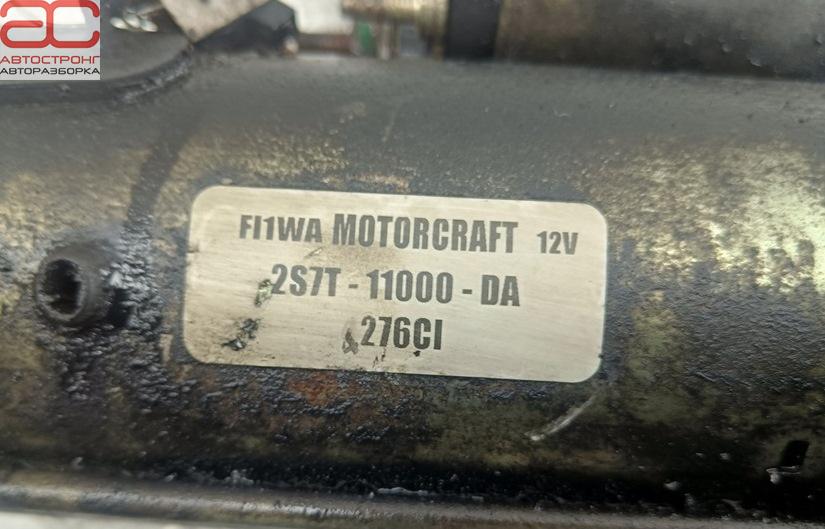 АС
АВТОСТРОНГ
АВТОРАЗБОРКА
FI1WA MOTORCRAFT 12V
2S7T - 11000 - DA
276CI